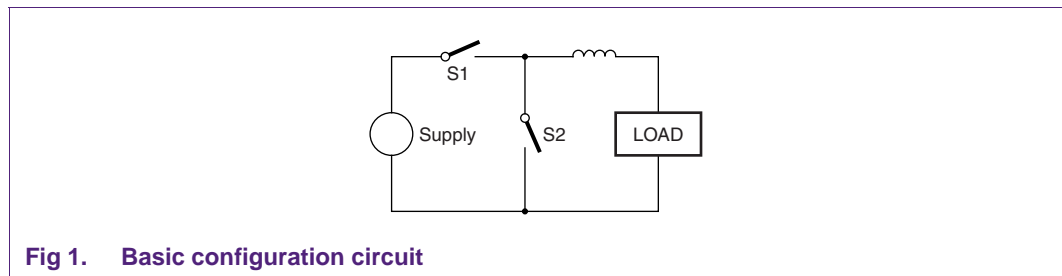 S1
Supply
S2
LOAD
Fig 1. Basic configuration circuit